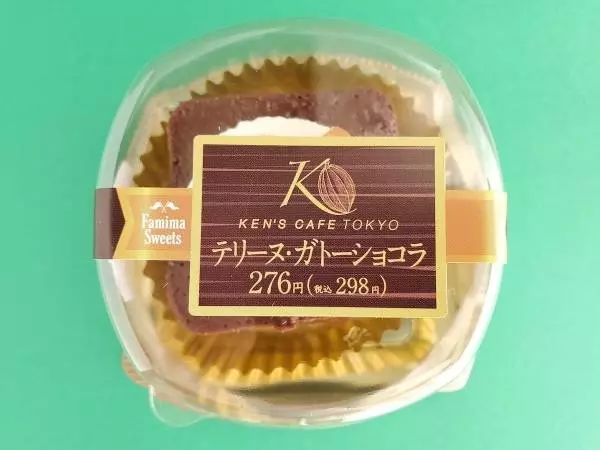 Famima
Sweets
K
KEN'S CAFE TOKYO
テリーヌ・ガトーショコラ
276円(税込298円)